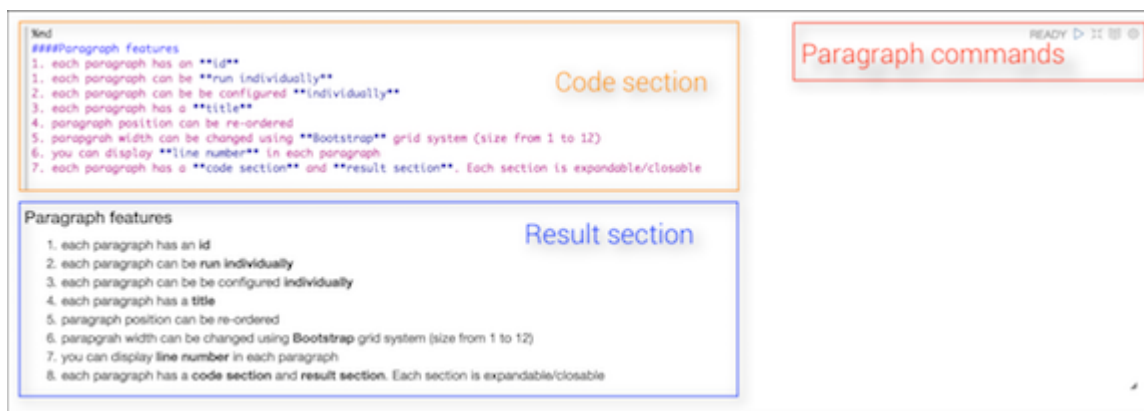 %md
####Paragraph features
1. each paragraph has an **id**
1. each paragraph can be **run individually**
2. each paragraph can be be configured **individually**
3. each paragraph has a **title**
4. paragraph position can be re-ordered
5. parapgrah width can be changed using **Bootstrap** grid system (size from 1 to 12)
6. you can display **line number** in each paragraph
7. each paragraph has a **code section** and **result section**. Each section is expandable/closable
Code section
READY
Paragraph commands
Paragraph features
1. each paragraph has an id
2. each paragraph can be run individually
3. each paragraph can be be configured individually
4. each paragraph has a title
5. paragraph position can be re-ordered
6. parapgrah width can be changed using Bootstrap grid system (size from 1 to 12)
7. you can display line number in each paragraph
8. each paragraph has a code section and result section. Each section is expandable/closable
Result section